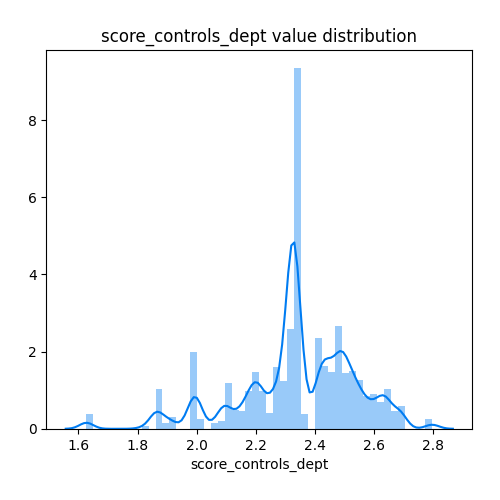 score_controls_dept value distribution
8
6
4
2
0
1.6 1.8 2.0 2.2 2.4 2.6 2.8
score_controls_dept